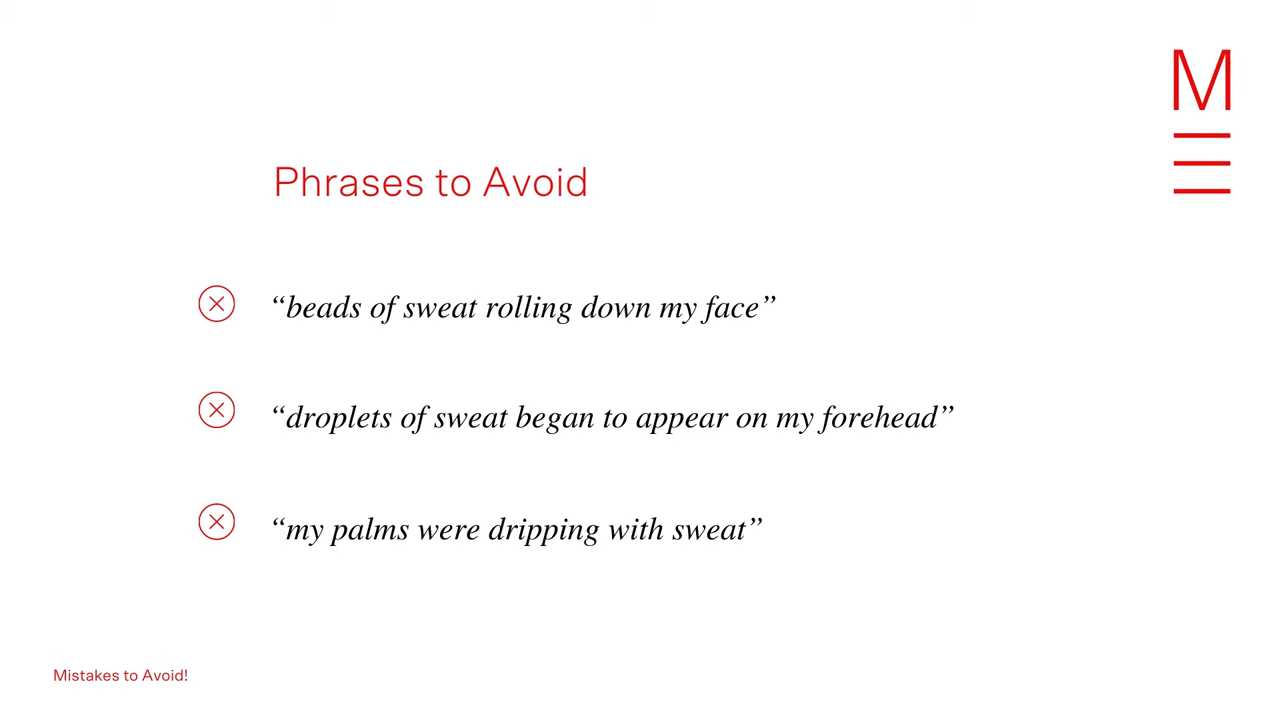 M
Phrases to Avoid
“beads of sweat rolling down my face”
“droplets of sweat began to appear on my forehead”
“my palms were dripping with sweat”
Mistakes to Avoid!